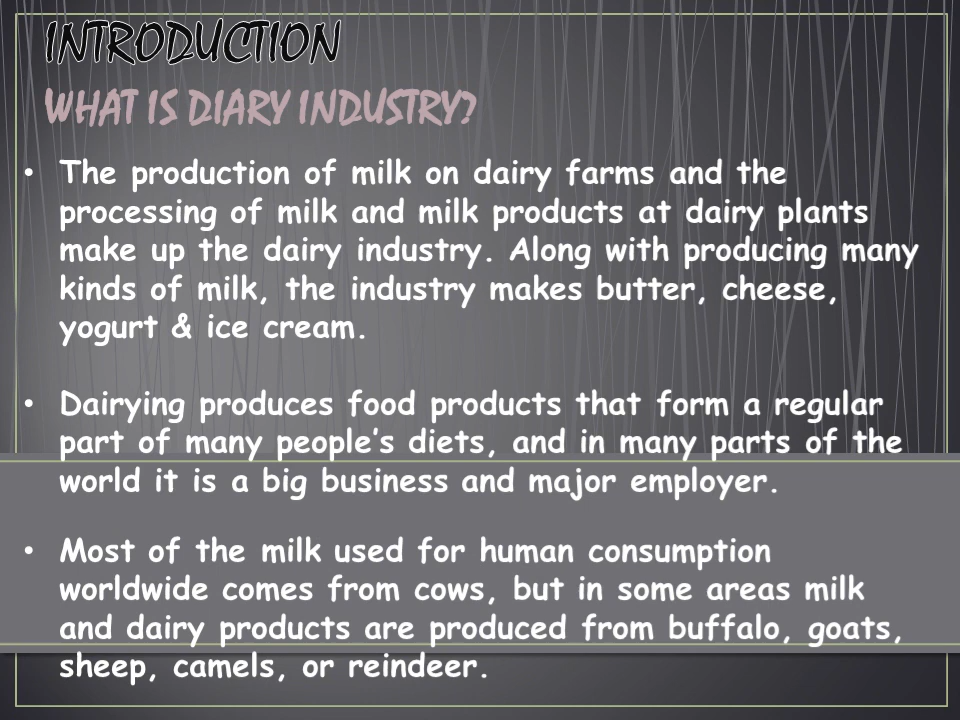 INTRODUCTION
WHAT IS DIARY INDUSTRY?
• The production of milk on dairy farms and the
processing of milk and milk products at dairy plants
make up the dairy industry. Along with producing many
kinds of milk, the industry makes butter, cheese,
yogurt & ice cream.
• Dairying produces food products that form a regular
part of many people’s diets, and in many parts of the
world it is a big business and major employer.
• Most of the milk used for human consumption
worldwide comes from cows, but in some areas milk
and dairy products are produced from buffalo, goats,
sheep, camels, or reindeer.